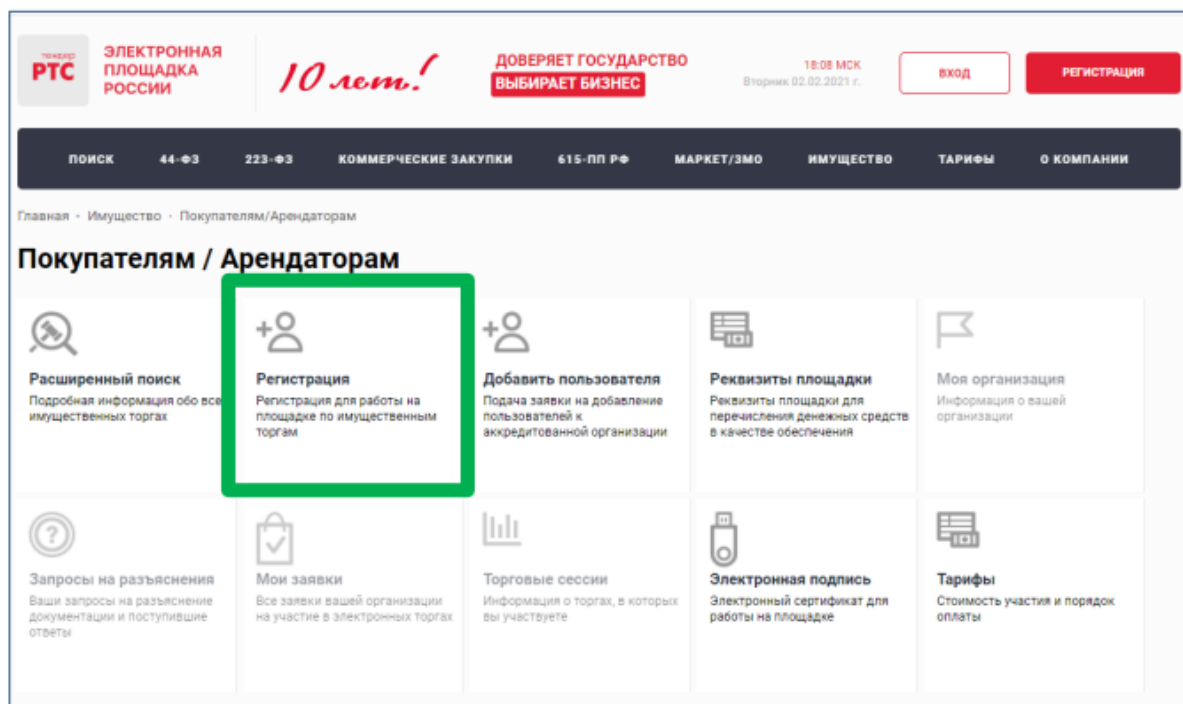 тендер
РТС
ЭЛЕКТРОННАЯ
ПЛОЩАДКА
РОССИИ
10 лет!
ДОВЕРЯЕТ ГОСУДАРСТВО
ВЫБИРАЕТ БИЗНЕС
18:08 МСК
Вторник 02.02.2021 г.
ВХОД
РЕГИСТРАЦИЯ
ПОИСК 44-ФЗ 223-ФЗ КОММЕРЧЕСКИЕ ЗАКУПКИ 615-ПП РФ МАРКЕТ/ЗМО ИМУЩЕСТВО ТАРИФЫ О КОМПАНИИ
Главная · Имущество · Покупателям/Арендаторам
Покупателям / Арендаторам
Расширенный поиск
Подробная информация обо все
имущественных торгах
Регистрация
Регистрация для работы на
площадке по имущественным
торгам
Добавить пользователя
Подача заявки на добавление
пользователей к
аккредитованной организации
Реквизиты площадки
Реквизиты площадки для
перечисления денежных средств
в качестве обеспечения
Моя организация
Информация о вашей
организации
Запросы на разъяснения
Ваши запросы на разъяснение
документации и поступившие
ответы
Мои заявки
Все заявки вашей организации
на участие в электронных торгах
Торговые сессии
Информация о торгах, в которых
вы участвуете
Электронная подпись
Электронный сертификат для
работы на площадке
Тарифы
Стоимость участия и порядок
оплаты